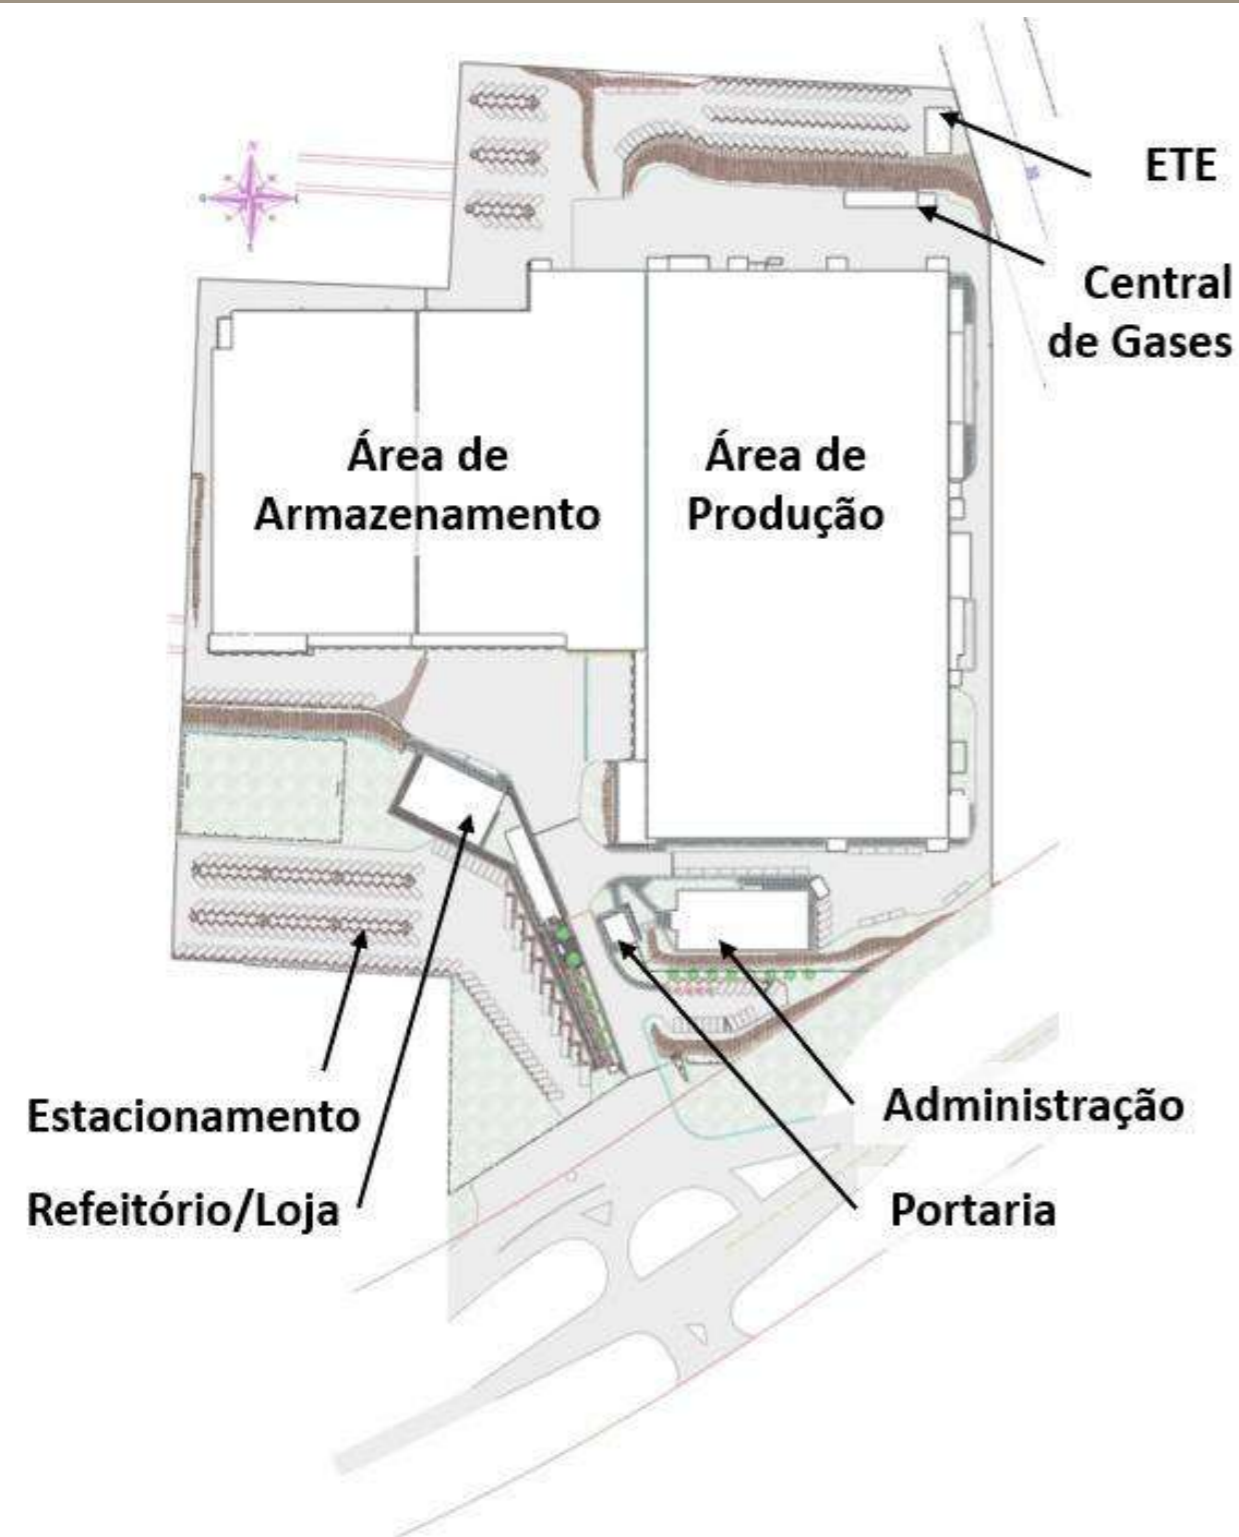 N
ETE
Central
de Gases
Área de
Armazenamento
Área de
Produção
Estacionamento
Refeitório/Loja
Administração
Portaria